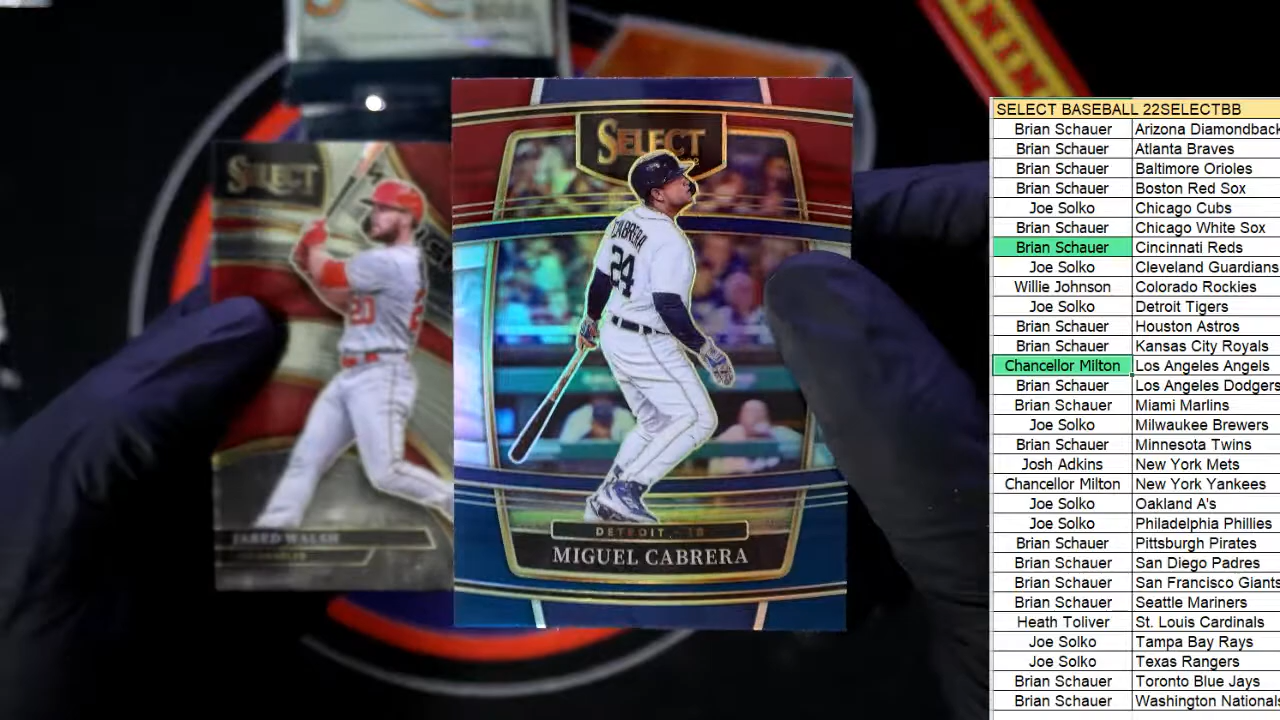 PANINI
SELECT
CABRERA
24
DETROIT - 1B
MIGUEL CABRERA
SELECT
20
JARED WALSH
SELECT BASEBALL 22SELECTBB
Brian Schauer Arizona Diamondback
Brian Schauer Atlanta Braves
Brian Schauer Baltimore Orioles
Brian Schauer Boston Red Sox
Joe Solko Chicago Cubs
Brian Schauer Chicago White Sox
Brian Schauer Cincinnati Reds
Joe Solko Cleveland Guardians
Willie Johnson Colorado Rockies
Joe Solko Detroit Tigers
Brian Schauer Houston Astros
Brian Schauer Kansas City Royals
Chancellor Milton Los Angeles Angels
Brian Schauer Los Angeles Dodgers
Brian Schauer Miami Marlins
Joe Solko Milwaukee Brewers
Brian Schauer Minnesota Twins
Josh Adkins New York Mets
Chancellor Milton New York Yankees
Joe Solko Oakland A's
Joe Solko Philadelphia Phillies
Brian Schauer Pittsburgh Pirates
Brian Schauer San Diego Padres
Brian Schauer San Francisco Giants
Brian Schauer Seattle Mariners
Heath Toliver St. Louis Cardinals
Joe Solko Tampa Bay Rays
Joe Solko Texas Rangers
Brian Schauer Toronto Blue Jays
Brian Schauer Washington Nationals